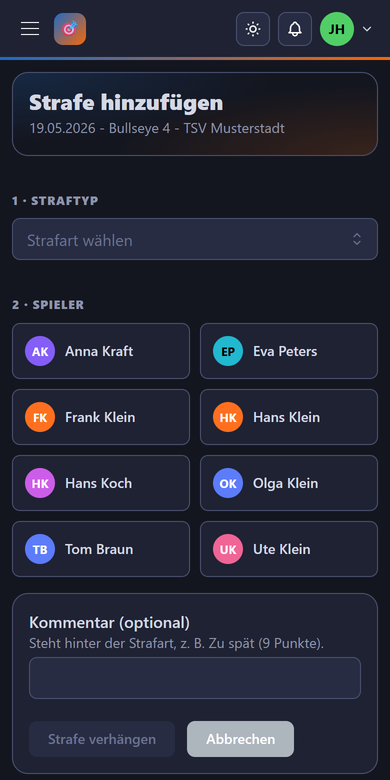 JH
Strafe hinzufügen
19.05.2026 - Bullseye 4 - TSV Musterstadt
1 · STRAFTYP
Strafart wählen
2 · SPIELER
AK Anna Kraft
EP Eva Peters
FK Frank Klein
HK Hans Klein
HK Hans Koch
OK Olga Klein
TB Tom Braun
UK Ute Klein
Kommentar (optional)
Steht hinter der Strafart, z. B. Zu spät (9 Punkte).
Strafe verhängen
Abbrechen